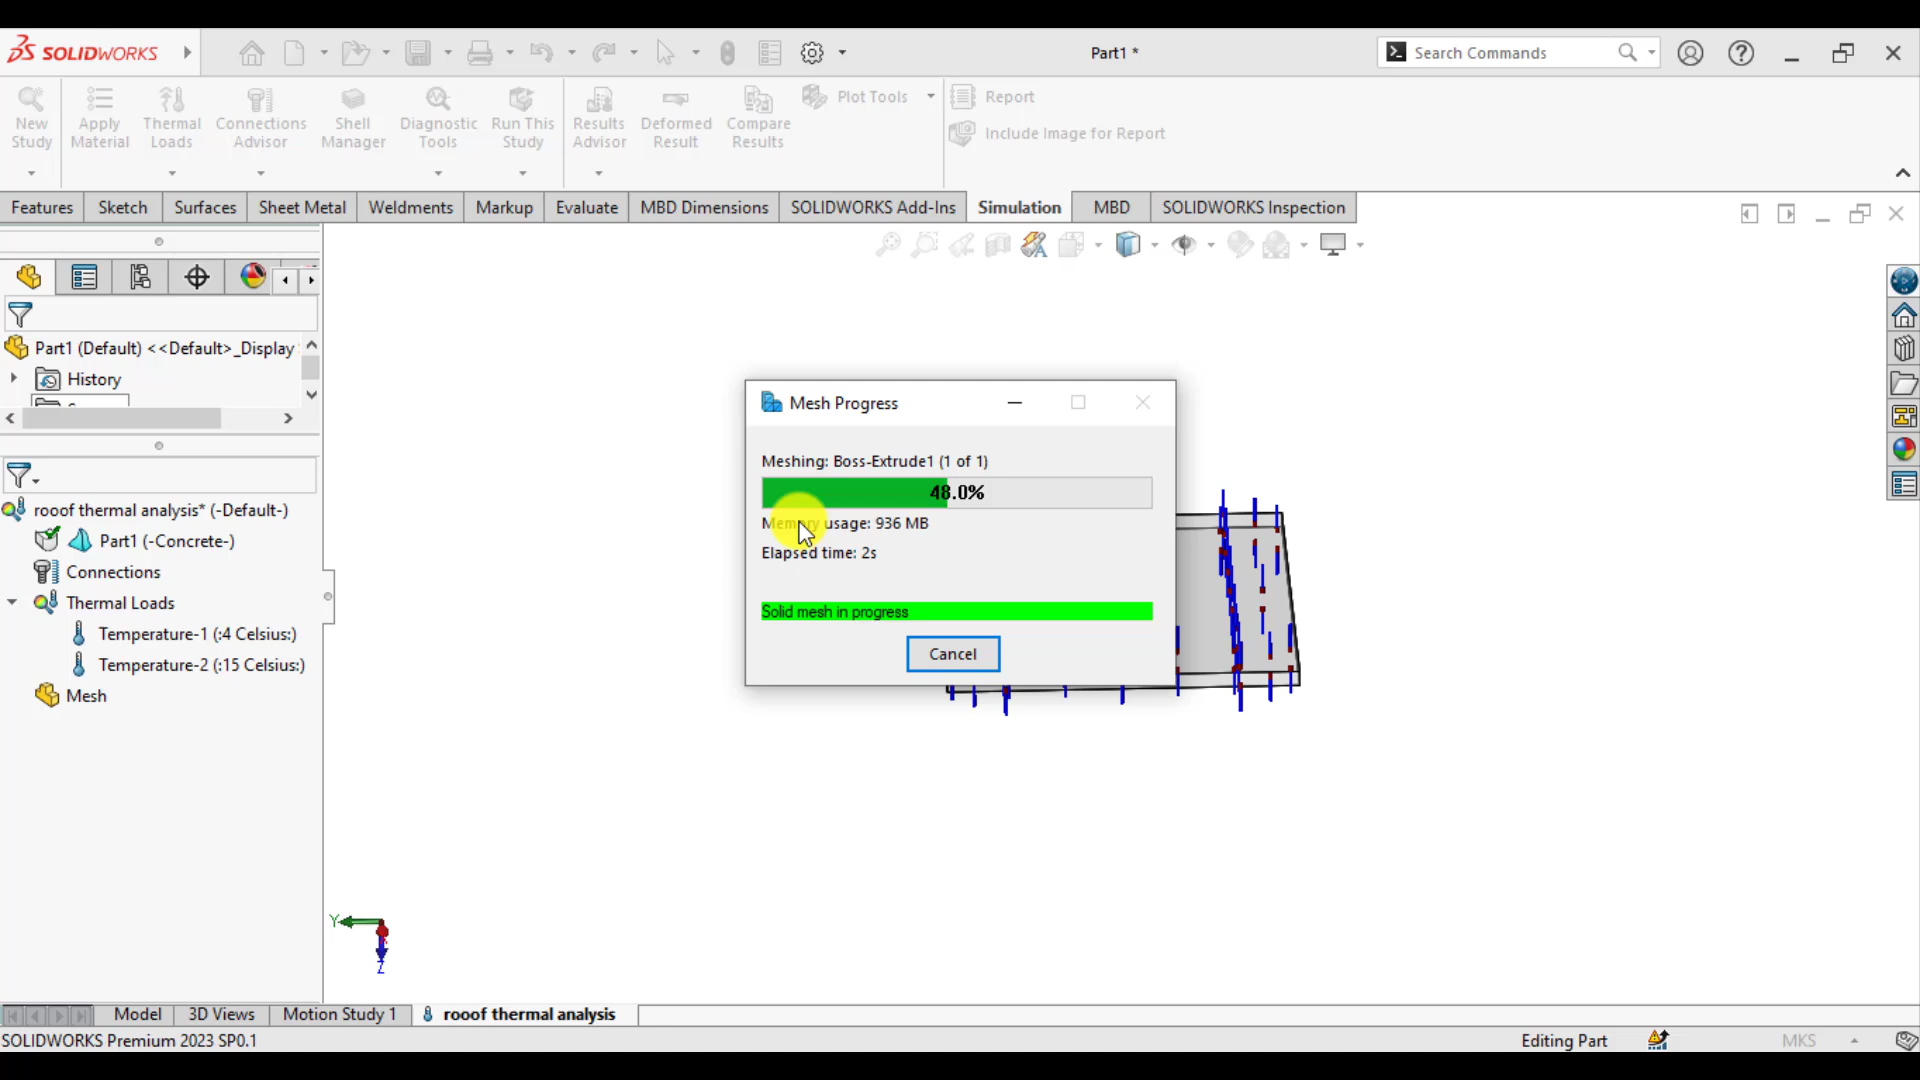 SOLIDWORKS
Part1 *
Search Commands
New Study
Apply Material
Thermal Loads
Connections Advisor
Shell Manager
Diagnostic Tools
Run This Study
Results Advisor
Deformed Result
Compare Results
Plot Tools
Report
Include Image for Report
Features
Sketch
Surfaces
Sheet Metal
Weldments
Markup
Evaluate
MBD Dimensions
SOLIDWORKS Add-Ins
Simulation
MBD
SOLIDWORKS Inspection
Part1 (Default) <<Default>_Display
History
rooof thermal analysis* (-Default-)
Part1 (-Concrete-)
Connections
Thermal Loads
Temperature-1 (:4 Celsius:)
Temperature-2 (:15 Celsius:)
Mesh
Mesh Progress
Meshing: Boss-Extrude1 (1 of 1)
48.0%
Memory usage: 936 MB
Elapsed time: 2s
Solid mesh in progress
Cancel
Y
Z
Model
3D Views
Motion Study 1
rooof thermal analysis
SOLIDWORKS Premium 2023 SP0.1
Editing Part
MKS